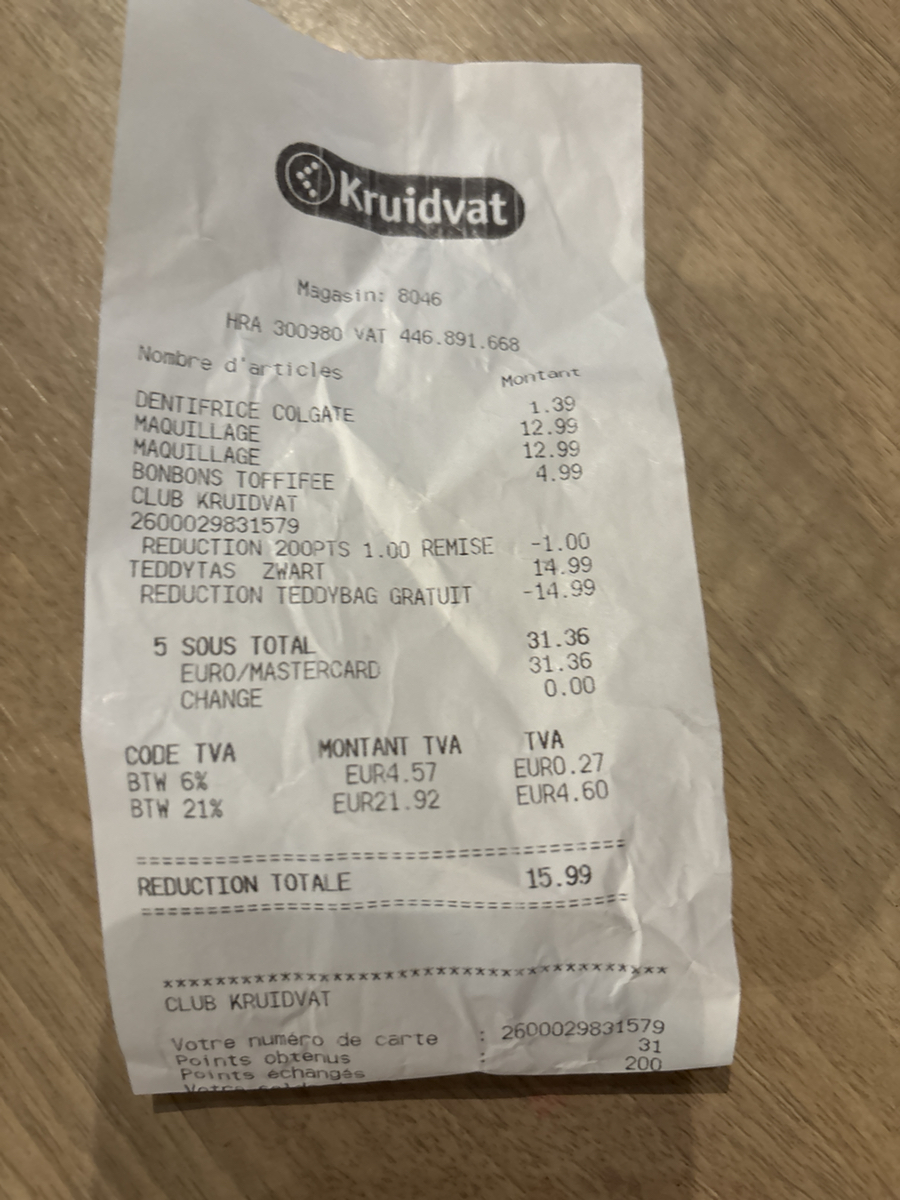 Kruidvat
Magasin: 8046
HRA 300980 VAT 446.891.668
Nombre d'articles Montant
DENTIFRICE COLGATE 1.39
MAQUILLAGE 12.99
MAQUILLAGE 12.99
BONBONS TOFFIFEE 4.99
CLUB KRUIDVAT
2600029831579
REDUCTION 200PTS 1.00 REMISE -1.00
TEDDYTAS ZWART 14.99
REDUCTION TEDDYBAG GRATUIT -14.99
5 SOUS TOTAL 31.36
EURO/MASTERCARD 31.36
CHANGE 0.00
CODE TVA MONTANT TVA TVA
BTW 6% EUR4.57 EUR0.27
BTW 21% EUR21.92 EUR4.60
====================================
REDUCTION TOTALE 15.99
====================================
****************************************
CLUB KRUIDVAT
Votre numéro de carte : 2600029831579
Points obtenus : 31
Points échangés 200
Votre